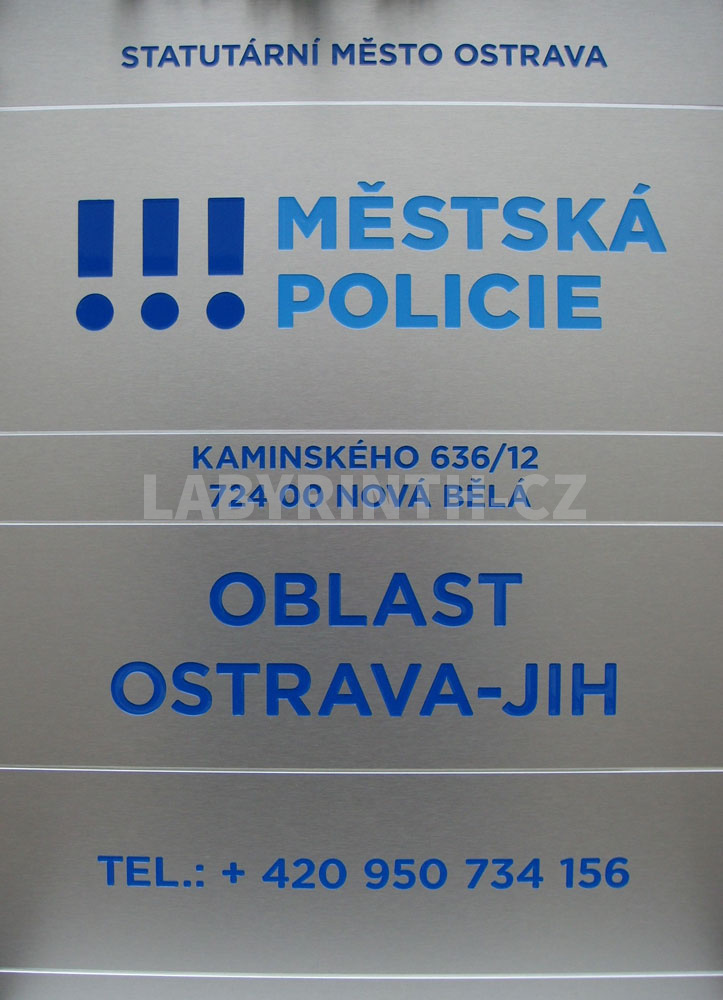 STATUTÁRNÍ MĚSTO OSTRAVA
!!! MĚSTSKÁ
POLICIE
KAMINSKÉHO 636/12
724 00 NOVÁ BĚLÁ
LABYRINTH-CZ
OBLAST
OSTRAVA-JIH
TEL.: + 420 950 734 156